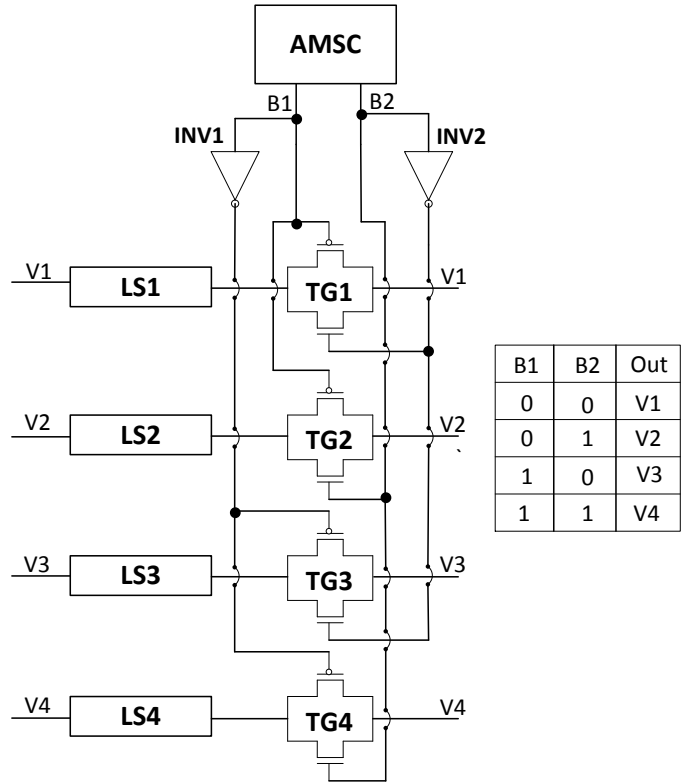 AMSC
B1 B2
INV1 INV2
V1 LS1 TG1 V1
V2 LS2 TG2 V2
V3 LS3 TG3 V3
V4 LS4 TG4 V4
B1 B2 Out
0 0 V1
0 1 V2
1 0 V3
1 1 V4